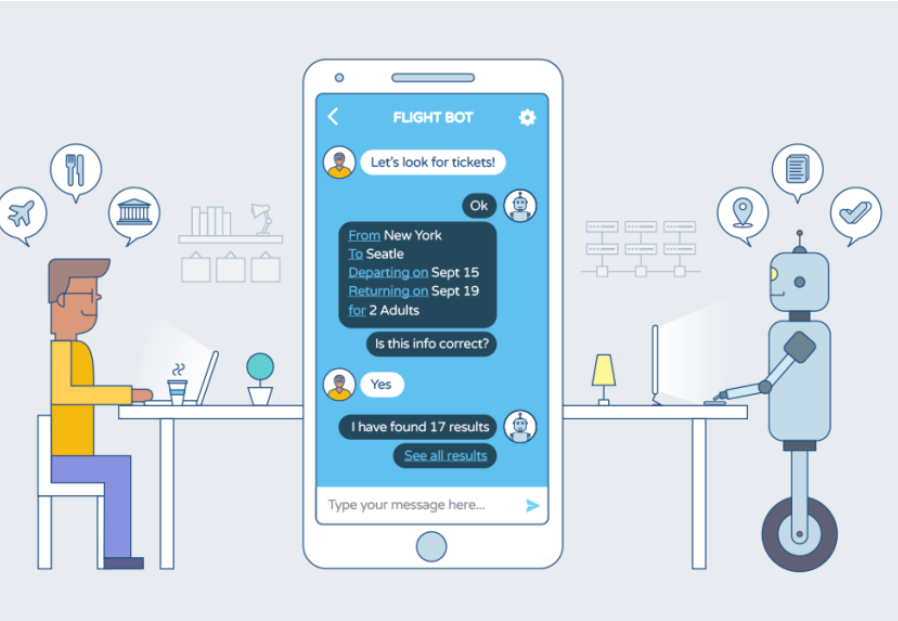 FLIGHT BOT
Let's look for tickets!
Ok
From New York
To Seatle
Departing on Sept 15
Returning on Sept 19
for 2 Adults
Is this info correct?
Yes
I have found 17 results
See all results
Type your message here...